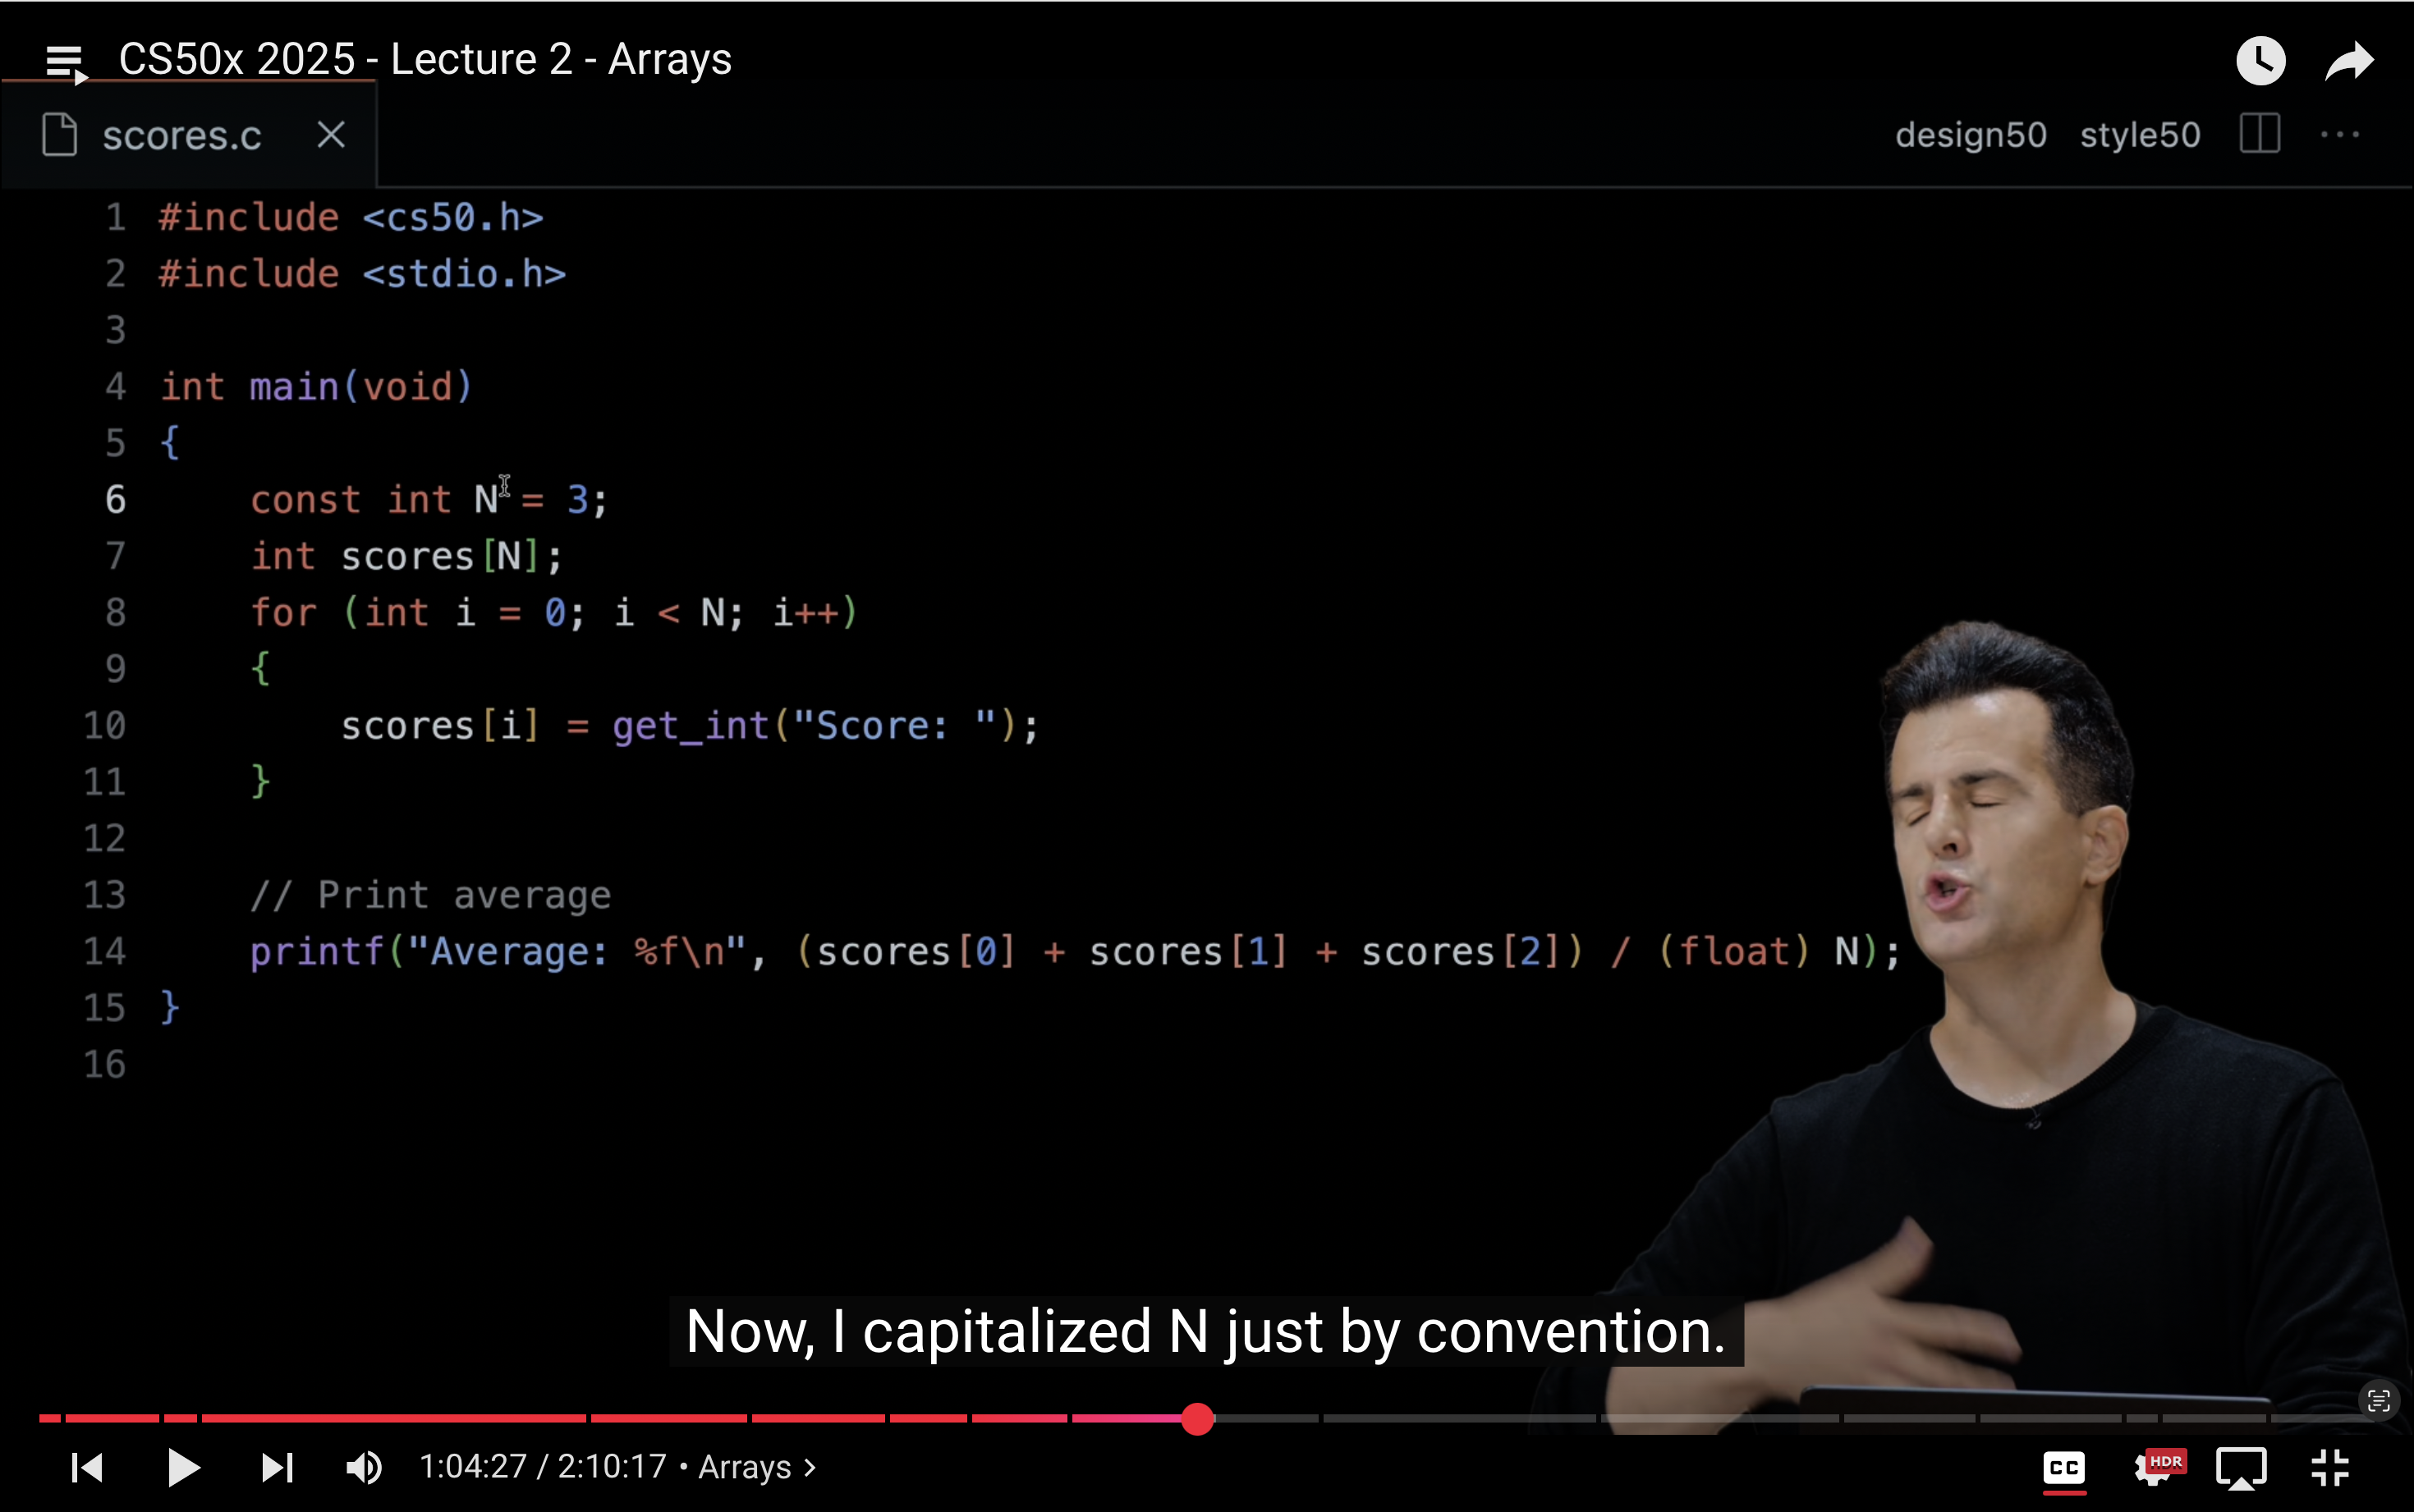 CS50x 2025 - Lecture 2 - Arrays
scores.c
design50 style50
1 #include <cs50.h>
2 #include <stdio.h>
3
4 int main(void)
5 {
6     const int N = 3;
7     int scores[N];
8     for (int i = 0; i < N; i++)
9     {
10         scores[i] = get_int("Score: ");
11     }
12
13     // Print average
14     printf("Average: %f\n", (scores[0] + scores[1] + scores[2]) / (float) N);
15 }
16
Now, I capitalized N just by convention.
1:04:27 / 2:10:17 • Arrays >
CC HDR